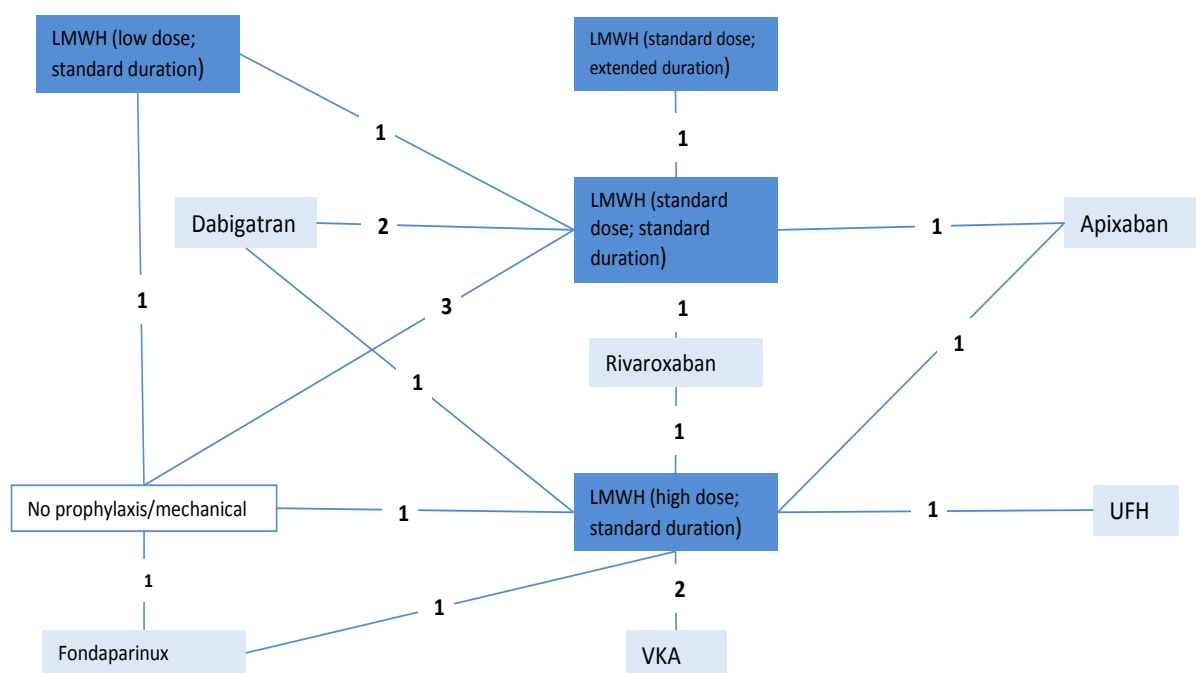 LMWH (low dose;
standard duration)
LMWH (standard dose;
extended duration)
1
1
LMWH (standard
dose; standard
duration)
Dabigatran
2
1
Apixaban
1
3
1
Rivaroxaban
1
1
1
LMWH (high dose;
standard duration)
No prophylaxis/mechanical
1
1
UFH
1
1
2
Fondaparinux
VKA